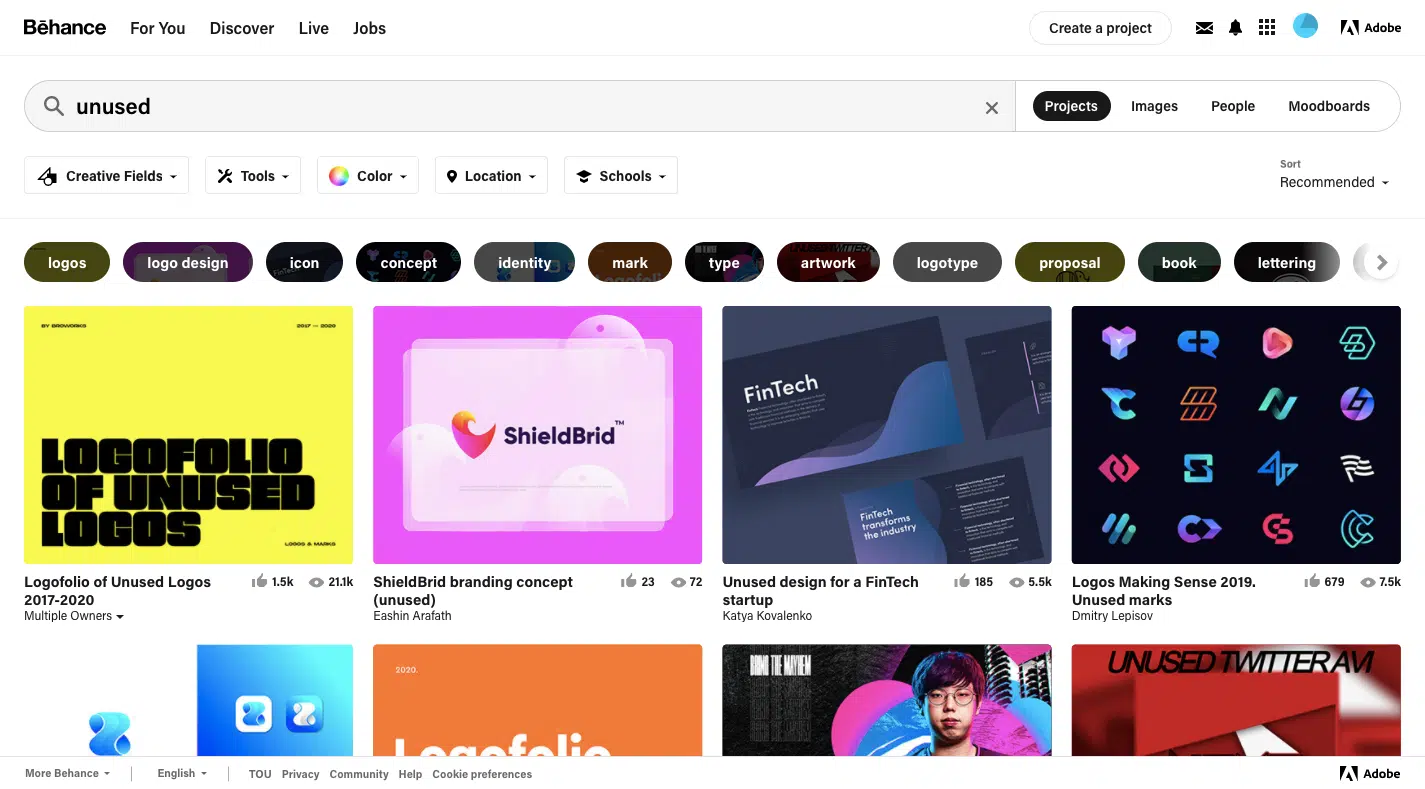 Bēhance
For You
Discover
Live
Jobs
Create a project
Adobe
unused
Projects
Images
People
Moodboards
Creative Fields
Tools
Color
Location
Schools
Sort
Recommended
logos
logo design
icon
concept
identity
mark
type
artwork
logotype
proposal
book
lettering
BY BROWORKS
2017 — 2020
LOGOFOLIO
OF UNUSED
LOGOS
LOGOS & MARKS
ShieldBrid™
FinTech
FinTech
transforms
the industry
Logofolio of Unused Logos
2017-2020
1.5k
21.1k
Multiple Owners
ShieldBrid branding concept
(unused)
23
72
Eashin Arafath
Unused design for a FinTech
startup
185
5.5k
Katya Kovalenko
Logos Making Sense 2019.
Unused marks
679
7.5k
Dmitry Lepisov
2020.
Logofolio
BRING THE MAYHEM
UNUSED TWITTER AVI
More Behance
English
TOU
Privacy
Community
Help
Cookie preferences
Adobe